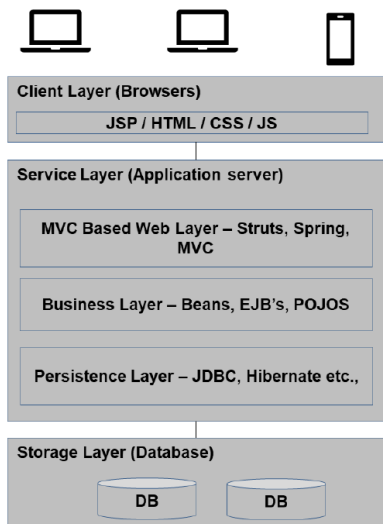 Client Layer (Browsers)
JSP / HTML / CSS / JS
Service Layer (Application server)
MVC Based Web Layer – Struts, Spring,
MVC
Business Layer – Beans, EJB's, POJOS
Persistence Layer – JDBC, Hibernate etc.,
Storage Layer (Database)
DB
DB